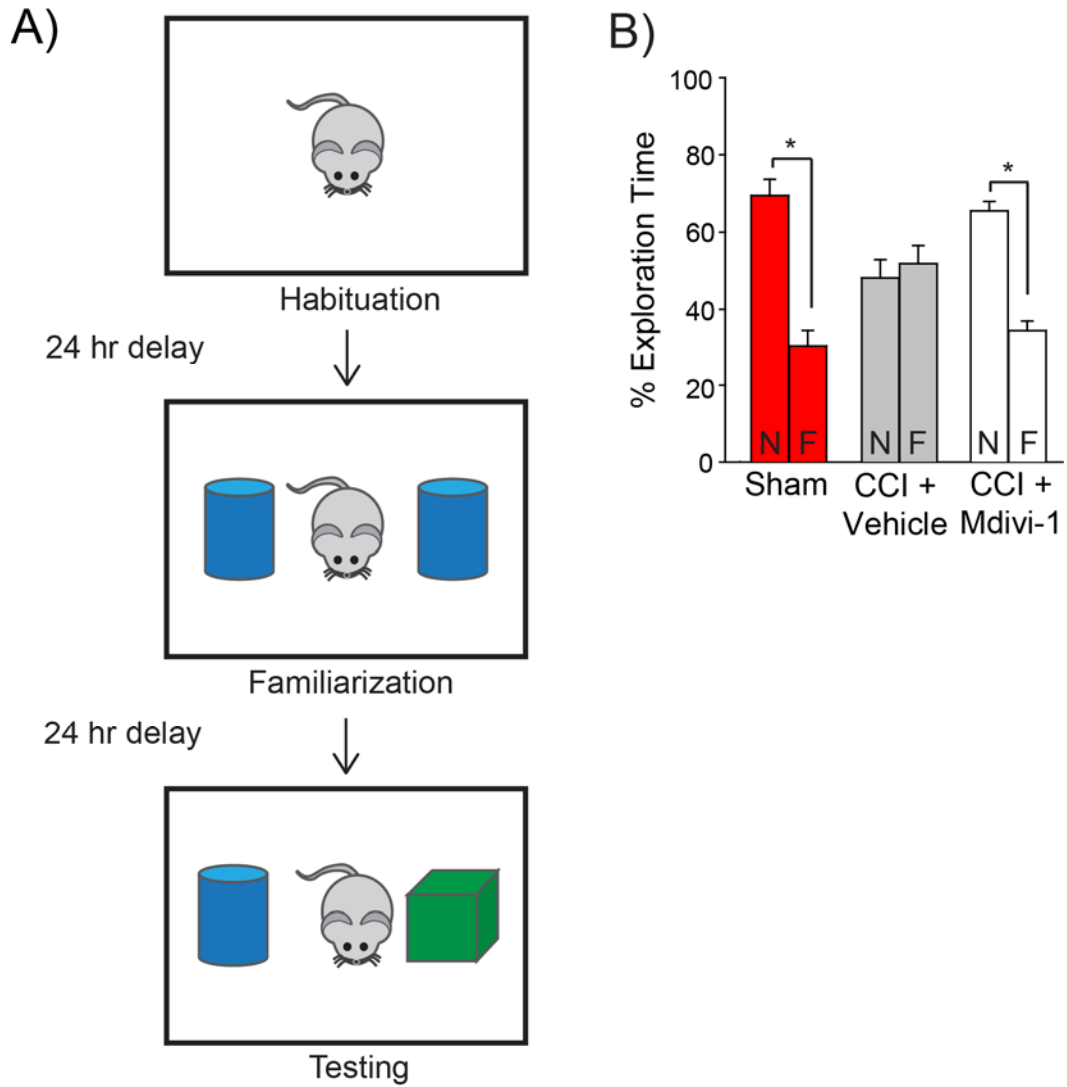 A)
Habituation
24 hr delay
Familiarization
24 hr delay
Testing
B)
% Exploration Time
100
80
60
40
20
0
*
*
N F N F N F
Sham CCI + CCI +
Vehicle Mdivi-1